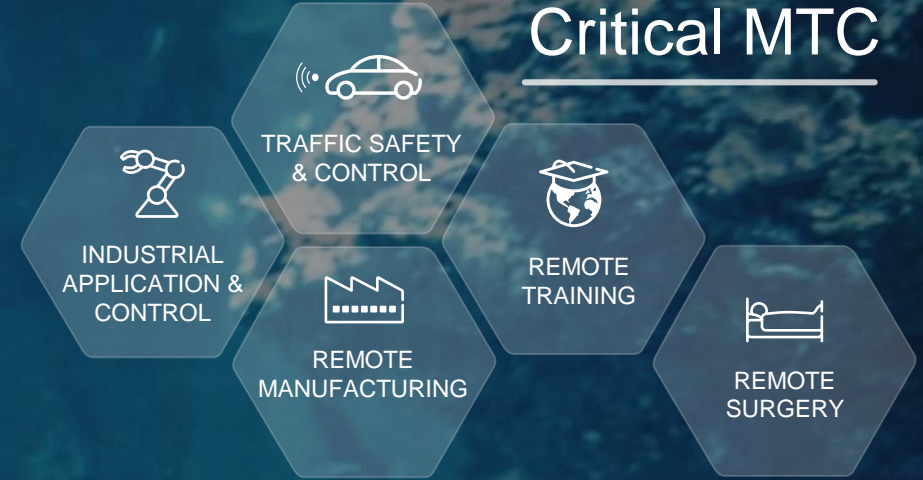 Critical MTC
TRAFFIC SAFETY
& CONTROL
INDUSTRIAL
APPLICATION &
CONTROL
REMOTE
TRAINING
REMOTE
MANUFACTURING
REMOTE
SURGERY